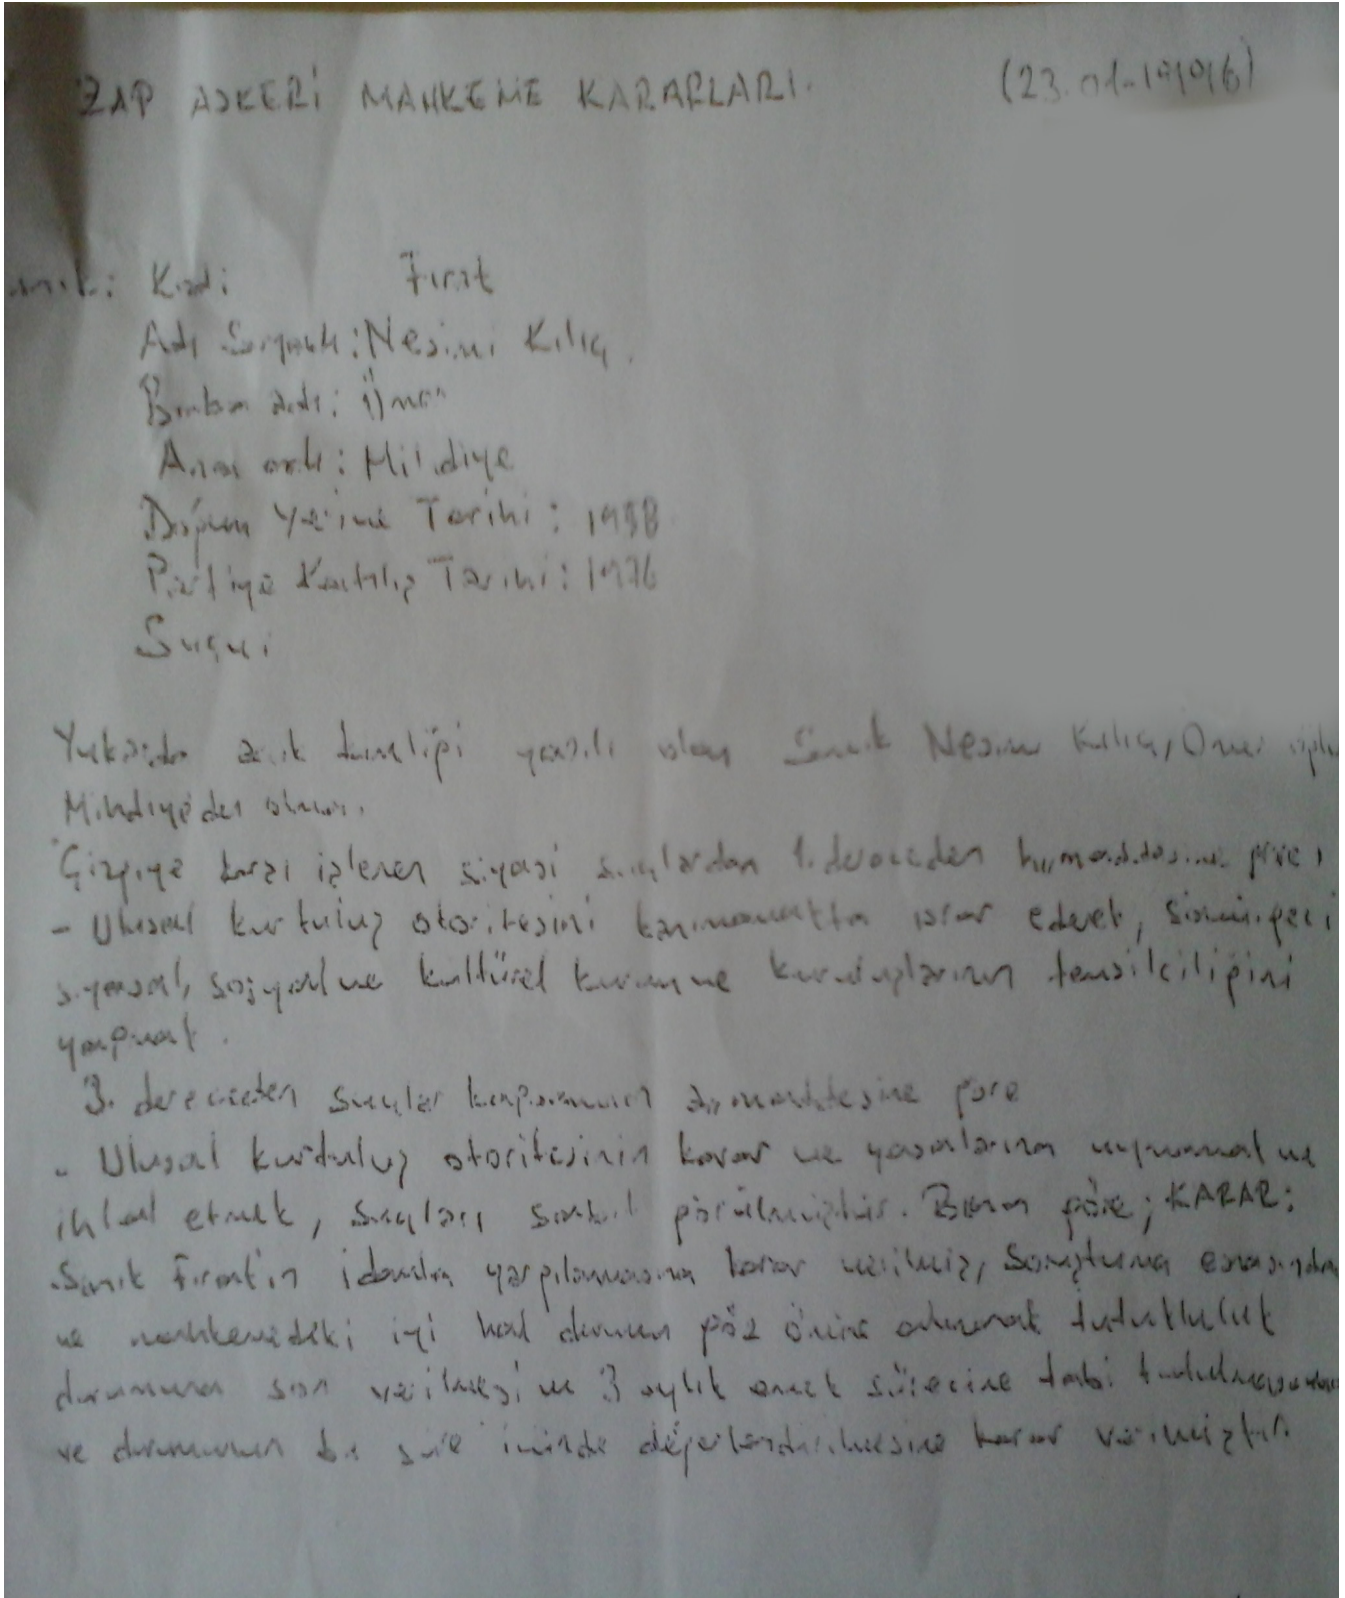 ZAP ASKERİ MAHKEME KARARLARI. (23.01.1996)
Kodi Fırat
Adı Soyadı: Nesimi Kılıç.
Baba adı: Ömer
Ana adı: Mihdiye
Doğum Yeri ve Tarihi: 1958
Partiye Katılış Tarihi: 1976
Suçu:
Yukarıda açık kimliği yazılı olan Sanık Nesimi Kılıç, Ömer oğlu
Mihdiye'den olma.
Çizgiye karşı işlenen siyasi suçlardan 1. dereceden maddesine göre;
- Ulusal kurtuluş otoritesini tanımamakta ısrar ederek, sömürgeci
siyasal, sosyal ve kültürel kurum ve kuruluşlarının temsilciliğini
yapmak.
3. dereceden suçlar kapsamının maddesine göre
- Ulusal kurtuluş otoritesinin karar ve yasalarına uymamak ve
ihlal etmek, suçları sabit görülmüştür. Buna göre; KARAR:
Sanık Fırat'ın idamla yargılanmasına karar verilmiş, Soruşturma esnasında
ve mahkemedeki iyi hal durumu göz önüne alınarak tutukluluk
durumuna son verilmesi ve 3 aylık emek sürecine tabi tutulmasına
ve durumunun bu süre içinde değerlendirilmesine karar verilmiştir.